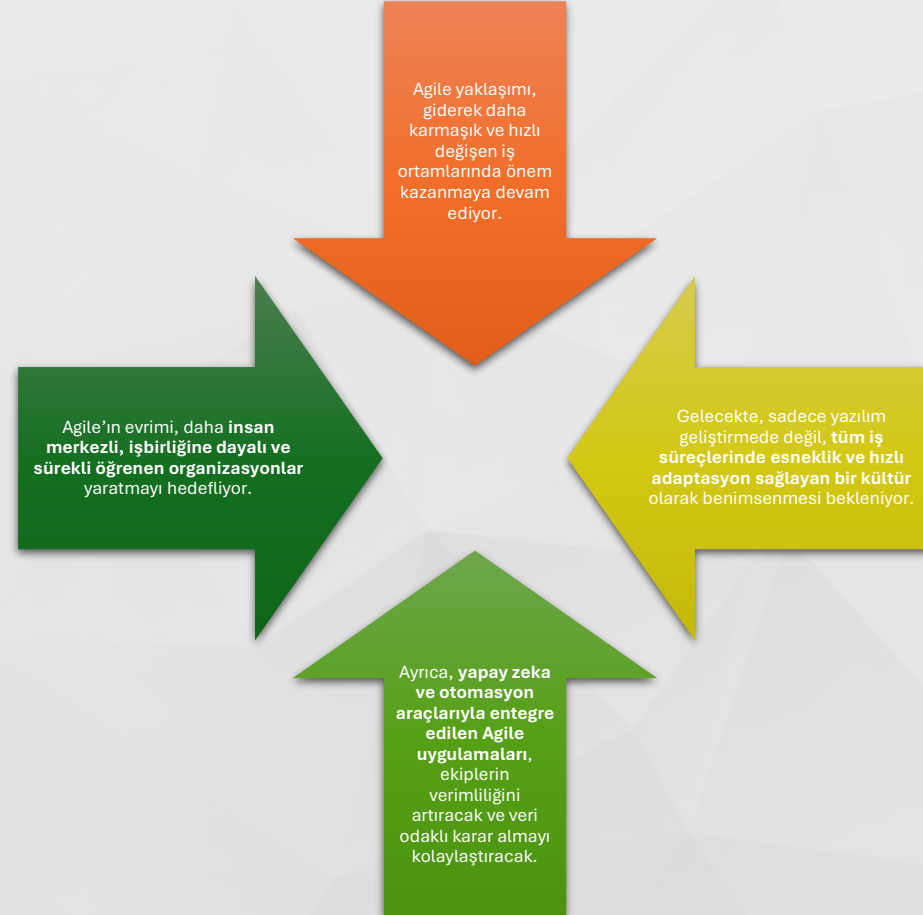 Agile yaklaşımı,
giderek daha
karmaşık ve hızlı
değişen iş
ortamlarında önem
kazanmaya devam
ediyor.
Gelecekte, sadece yazılım
geliştirmede değil, tüm iş
süreçlerinde esneklik ve hızlı
adaptasyon sağlayan bir kültür
olarak benimsenmesi bekleniyor.
Ayrıca, yapay zeka
ve otomasyon
araçlarıyla entegre
edilen Agile
uygulamaları,
ekiplerin
verimliliğini
artıracak ve veri
odaklı karar almayı
kolaylaştıracak.
Agile’ın evrimi, daha insan
merkezli, işbirliğine dayalı ve
sürekli öğrenen organizasyonlar
yaratmayı hedefliyor.